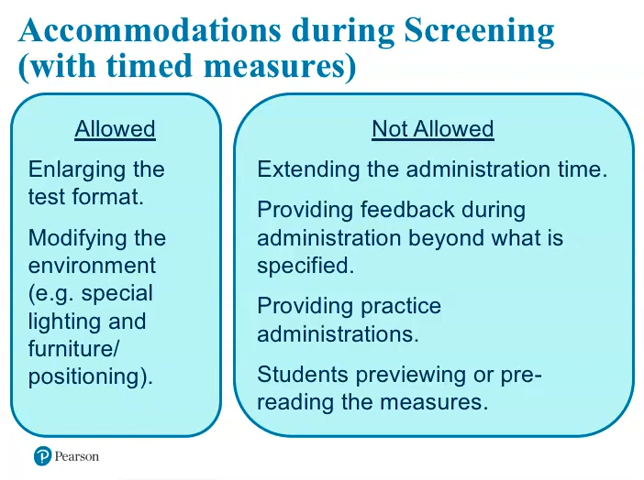 Accommodations during Screening
(with timed measures)
Allowed
Enlarging the
test format.
Modifying the
environment
(e.g. special
lighting and
furniture/
positioning).
Not Allowed
Extending the administration time.
Providing feedback during
administration beyond what is
specified.
Providing practice
administrations.
Students previewing or pre-
reading the measures.
P Pearson